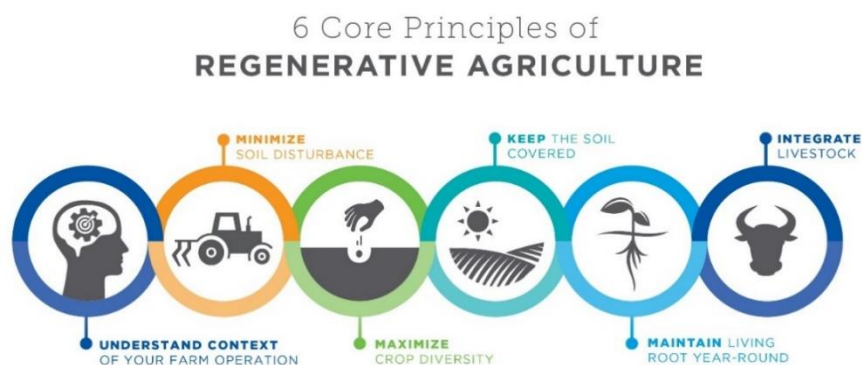 6 Core Principles of
REGENERATIVE AGRICULTURE
MINIMIZE
SOIL DISTURBANCE
KEEP THE SOIL
COVERED
INTEGRATE
LIVESTOCK
UNDERSTAND CONTEXT
OF YOUR FARM OPERATION
MAXIMIZE
CROP DIVERSITY
MAINTAIN LIVING
ROOT YEAR-ROUND